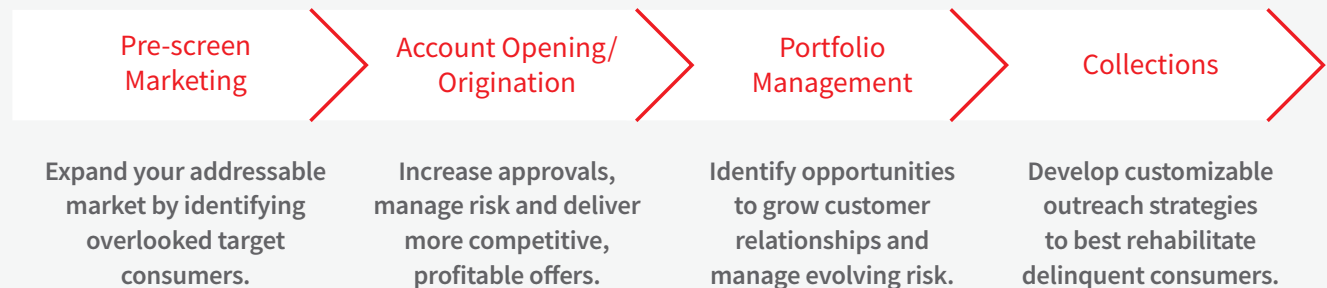 Pre-screen
Marketing
Account Opening/
Origination
Portfolio
Management
Collections
Expand your addressable
market by identifying
overlooked target
consumers.
Increase approvals,
manage risk and deliver
more competitive,
profitable offers.
Identify opportunities
to grow customer
relationships and
manage evolving risk.
Develop customizable
outreach strategies
to best rehabilitate
delinquent consumers.